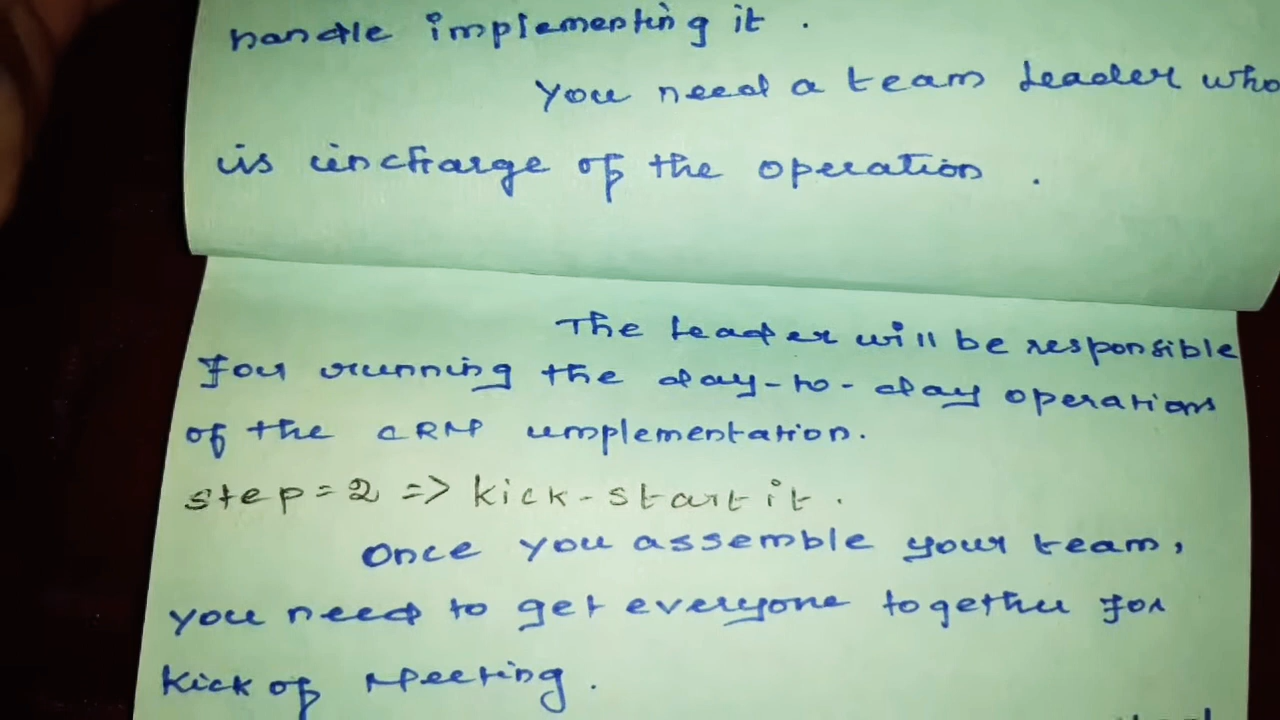 handle implementing it .
You need a team leader who
is incharge of the operation .
The leader will be responsible
for running the day-to-day operations
of the CRM implementation.
step=2 => kick-start it .
Once you assemble your team,
you need to get everyone together for
kick of Meeting .